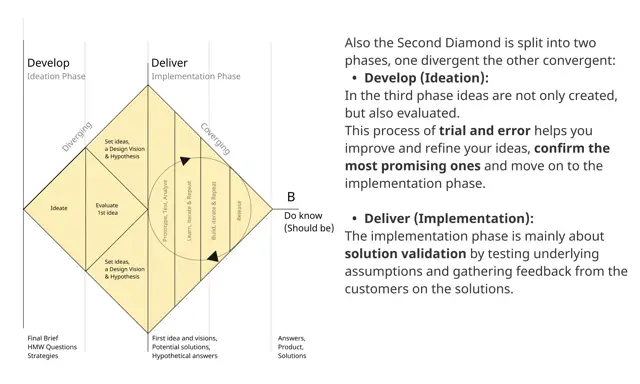 Develop
Ideation Phase
Deliver
Implementation Phase
Diverging
Coverging
Set ideas,
a Design Vision
& Hypothesis
Ideate
Evaluate
1st idea
Set ideas,
a Design Vision
& Hypothesis
Prototype, Test, Analyze
Learn, Iterate & Repeat
Build, Iterate & Repeat
Release
B
Do know
(Should be)
Final Brief
HMW Questions
Strategies
First idea and visions,
Potential solutions,
Hypothetical answers
Answers,
Product,
Solutions
Also the Second Diamond is split into two
phases, one divergent the other convergent:
• Develop (Ideation):
In the third phase ideas are not only created,
but also evaluated.
This process of trial and error helps you
improve and refine your ideas, confirm the
most promising ones and move on to the
implementation phase.
• Deliver (Implementation):
The implementation phase is mainly about
solution validation by testing underlying
assumptions and gathering feedback from the
customers on the solutions.